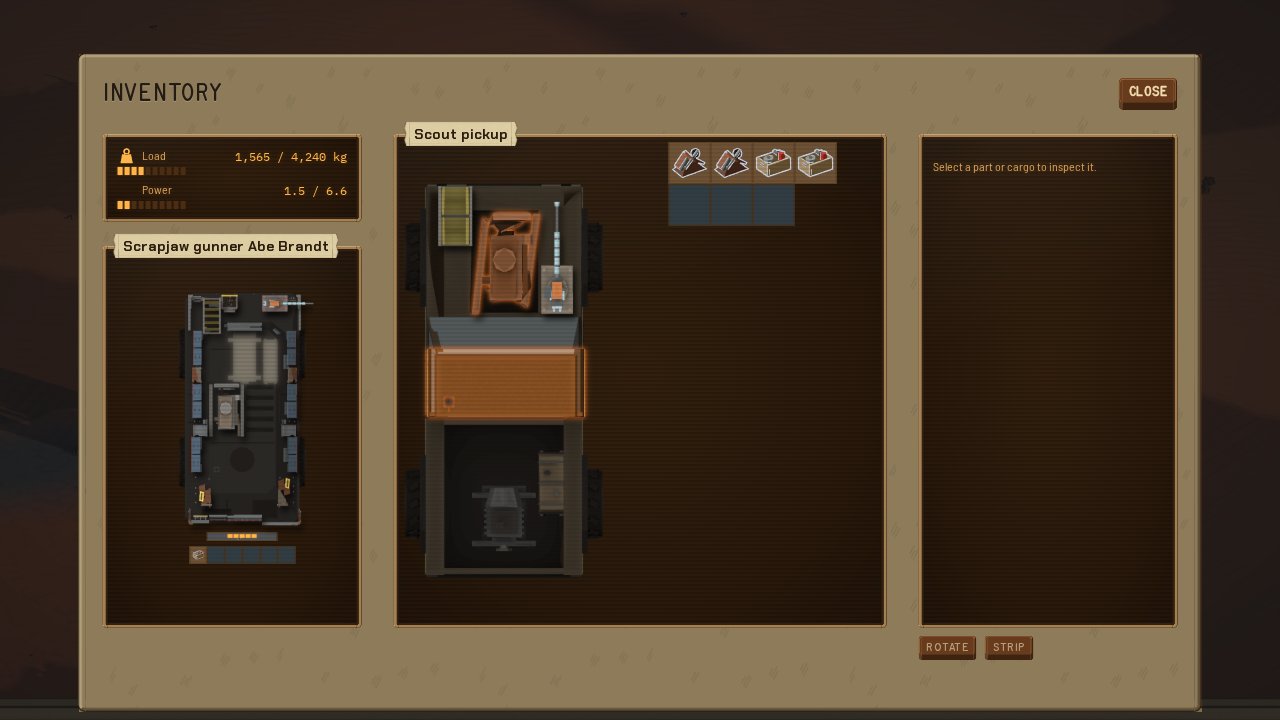 INVENTORY
CLOSE
Load 1,565 / 4,240 kg
Power 1.5 / 6.6
Scrapjaw gunner Abe Brandt
Scout pickup
Select a part or cargo to inspect it.
ROTATE
STRIP